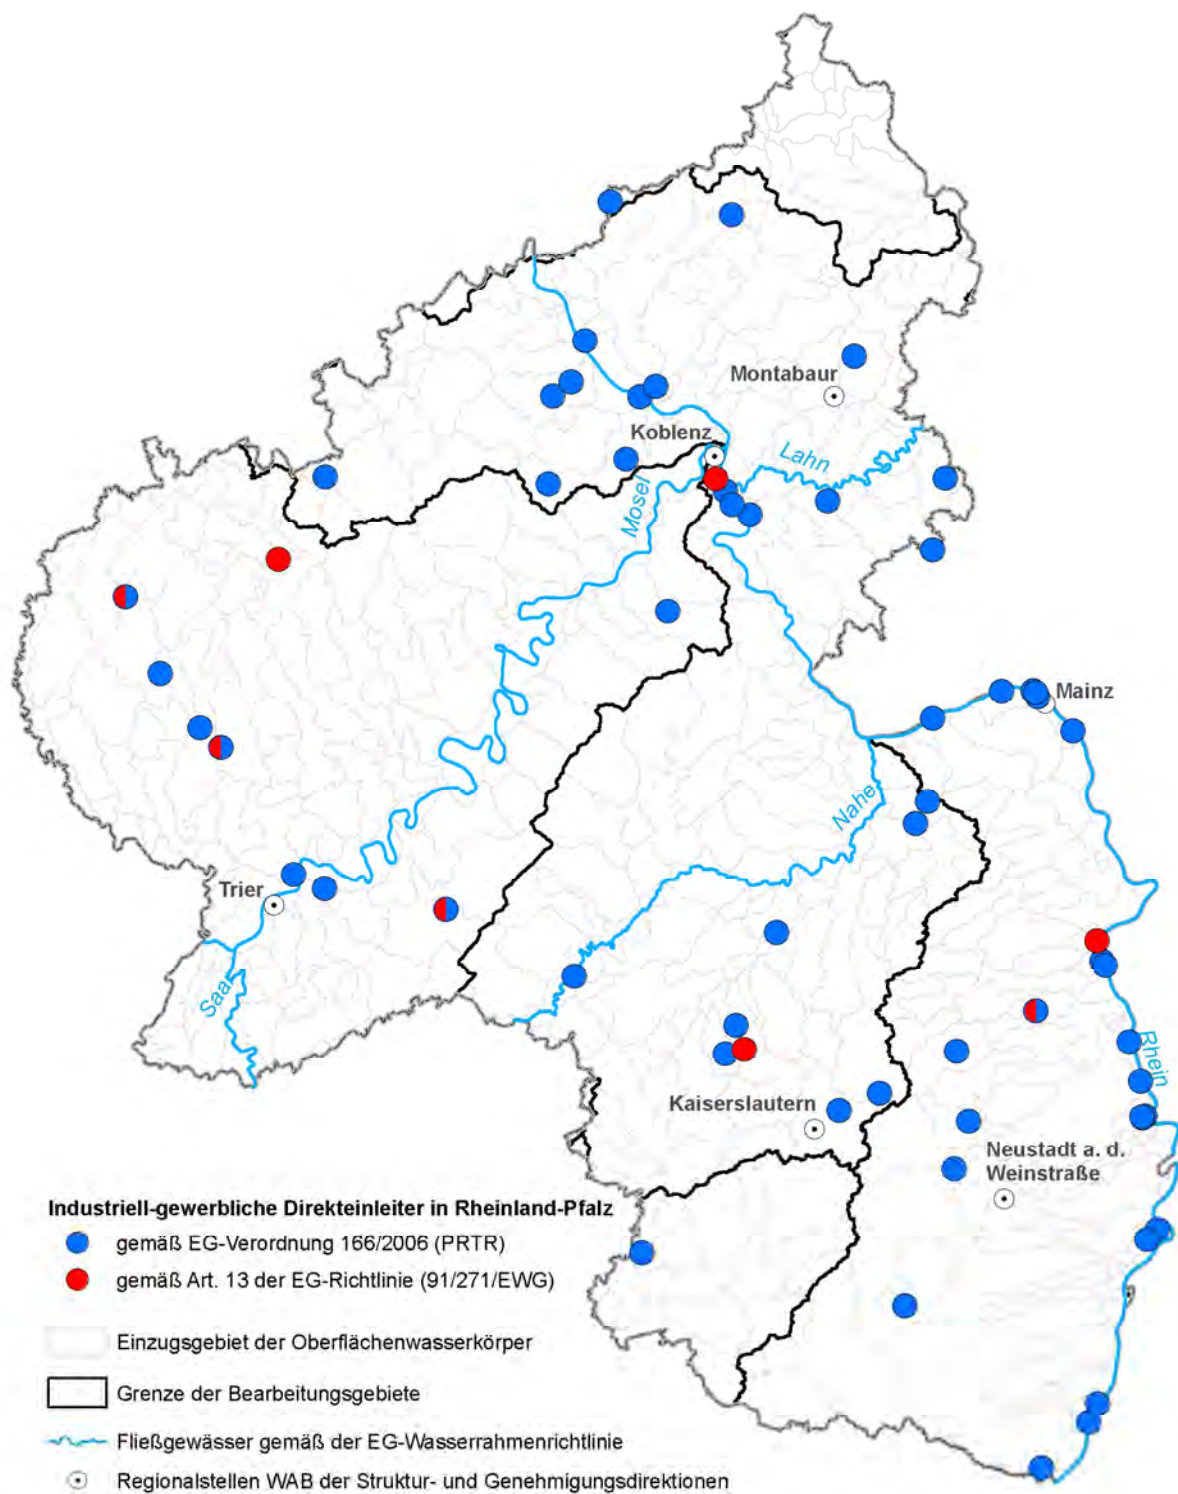 Montabaur
Koblenz
Lahn
Mosel
Mainz
Nahe
Trier
Saar
Rhein
Kaiserslautern
Neustadt a. d.
Weinstraße
Industriell-gewerbliche Direkteinleiter in Rheinland-Pfalz
gemäß EG-Verordnung 166/2006 (PRTR)
gemäß Art. 13 der EG-Richtlinie (91/271/EWG)
Einzugsgebiet der Oberflächenwasserkörper
Grenze der Bearbeitungsgebiete
Fließgewässer gemäß der EG-Wasserrahmenrichtlinie
Regionalstellen WAB der Struktur- und Genehmigungsdirektionen